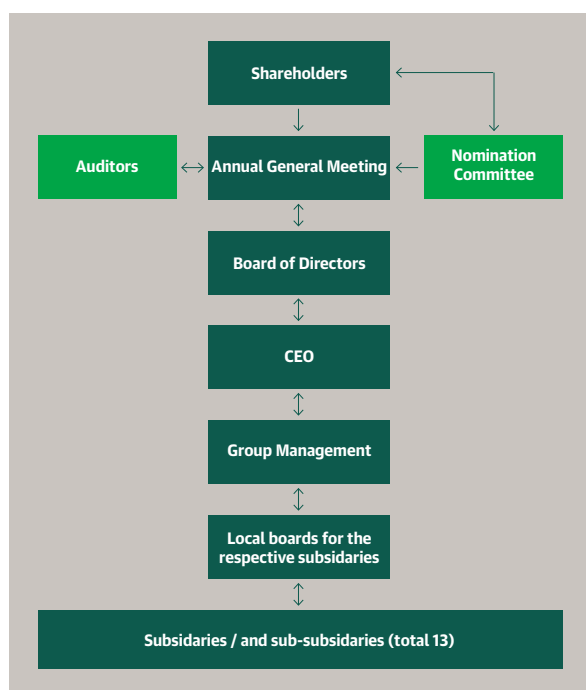 Shareholders
Auditors
Annual General Meeting
Nomination
Committee
Board of Directors
CEO
Group Management
Local boards for the
respective subsidaries
Subsidaries / and sub-subsidaries (total 13)